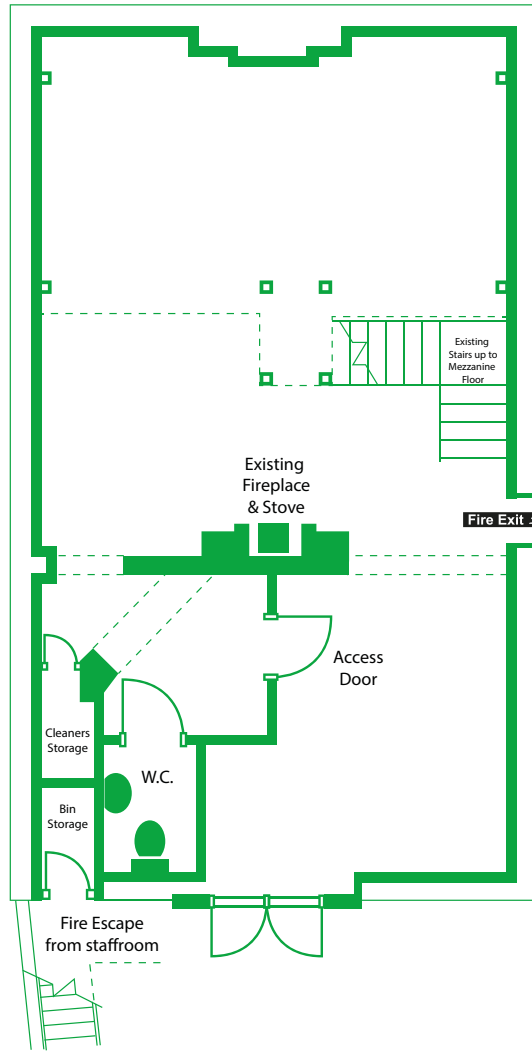 Existing
Stairs up to
Mezzanine
Floor
Existing
Fireplace
& Stove
Fire Exit
Access
Door
Cleaners
Storage
W.C.
Bin
Storage
Fire Escape
from staffroom